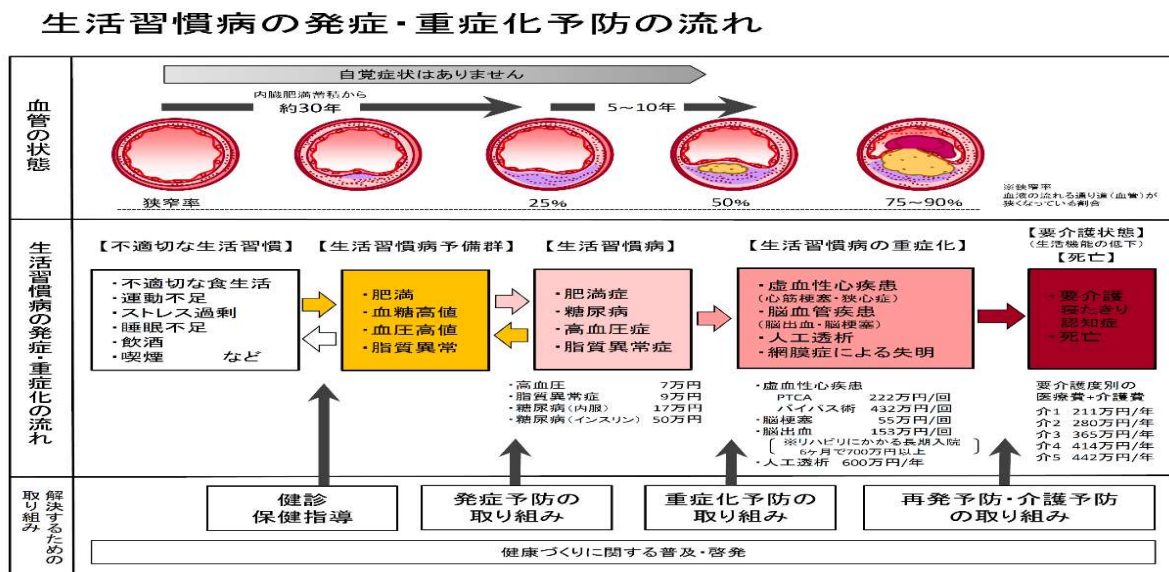 生活習慣病の発症・重症化予防の流れ
血管の状態
自覚症状はありません
内臓肥満蓄積から
約30年
5～10年
狭窄率
25%
50%
75～90%
※狭窄率
血液の流れる通り道(血管)が
狭くなっている割合
生活習慣病の発症・重症化の流れ
【不適切な生活習慣】
・不適切な食生活
・運動不足
・ストレス過剰
・睡眠不足
・飲酒
・喫煙 など
【生活習慣病予備群】
・肥満
・血糖高値
・血圧高値
・脂質異常
【生活習慣病】
・肥満症
・糖尿病
・高血圧症
・脂質異常症
・高血圧 7万円
・脂質異常症 9万円
・糖尿病(内服) 17万円
・糖尿病(インスリン) 50万円
【生活習慣病の重症化】
・虚血性心疾患
(心筋梗塞・狭心症)
・脳血管疾患
(脳出血・脳梗塞)
・人工透析
・網膜症による失明
・虚血性心疾患
PTCA 222万円/回
バイパス術 432万円/回
・脳梗塞 55万円/回
・脳出血 153万円/回
※リハビリにかかる長期入院
6ヶ月で700万円以上
・人工透析 600万円/年
【要介護状態】
(生活機能の低下)
【死亡】
・要介護
寝たきり
認知症
・死亡
要介護度別の
医療費+介護費
介1 211万円/年
介2 280万円/年
介3 365万円/年
介4 414万円/年
介5 442万円/年
解決するための
取り組み
健診
保健指導
発症予防の
取り組み
重症化予防の
取り組み
再発予防・介護予防
の取り組み
健康づくりに関する普及・啓発